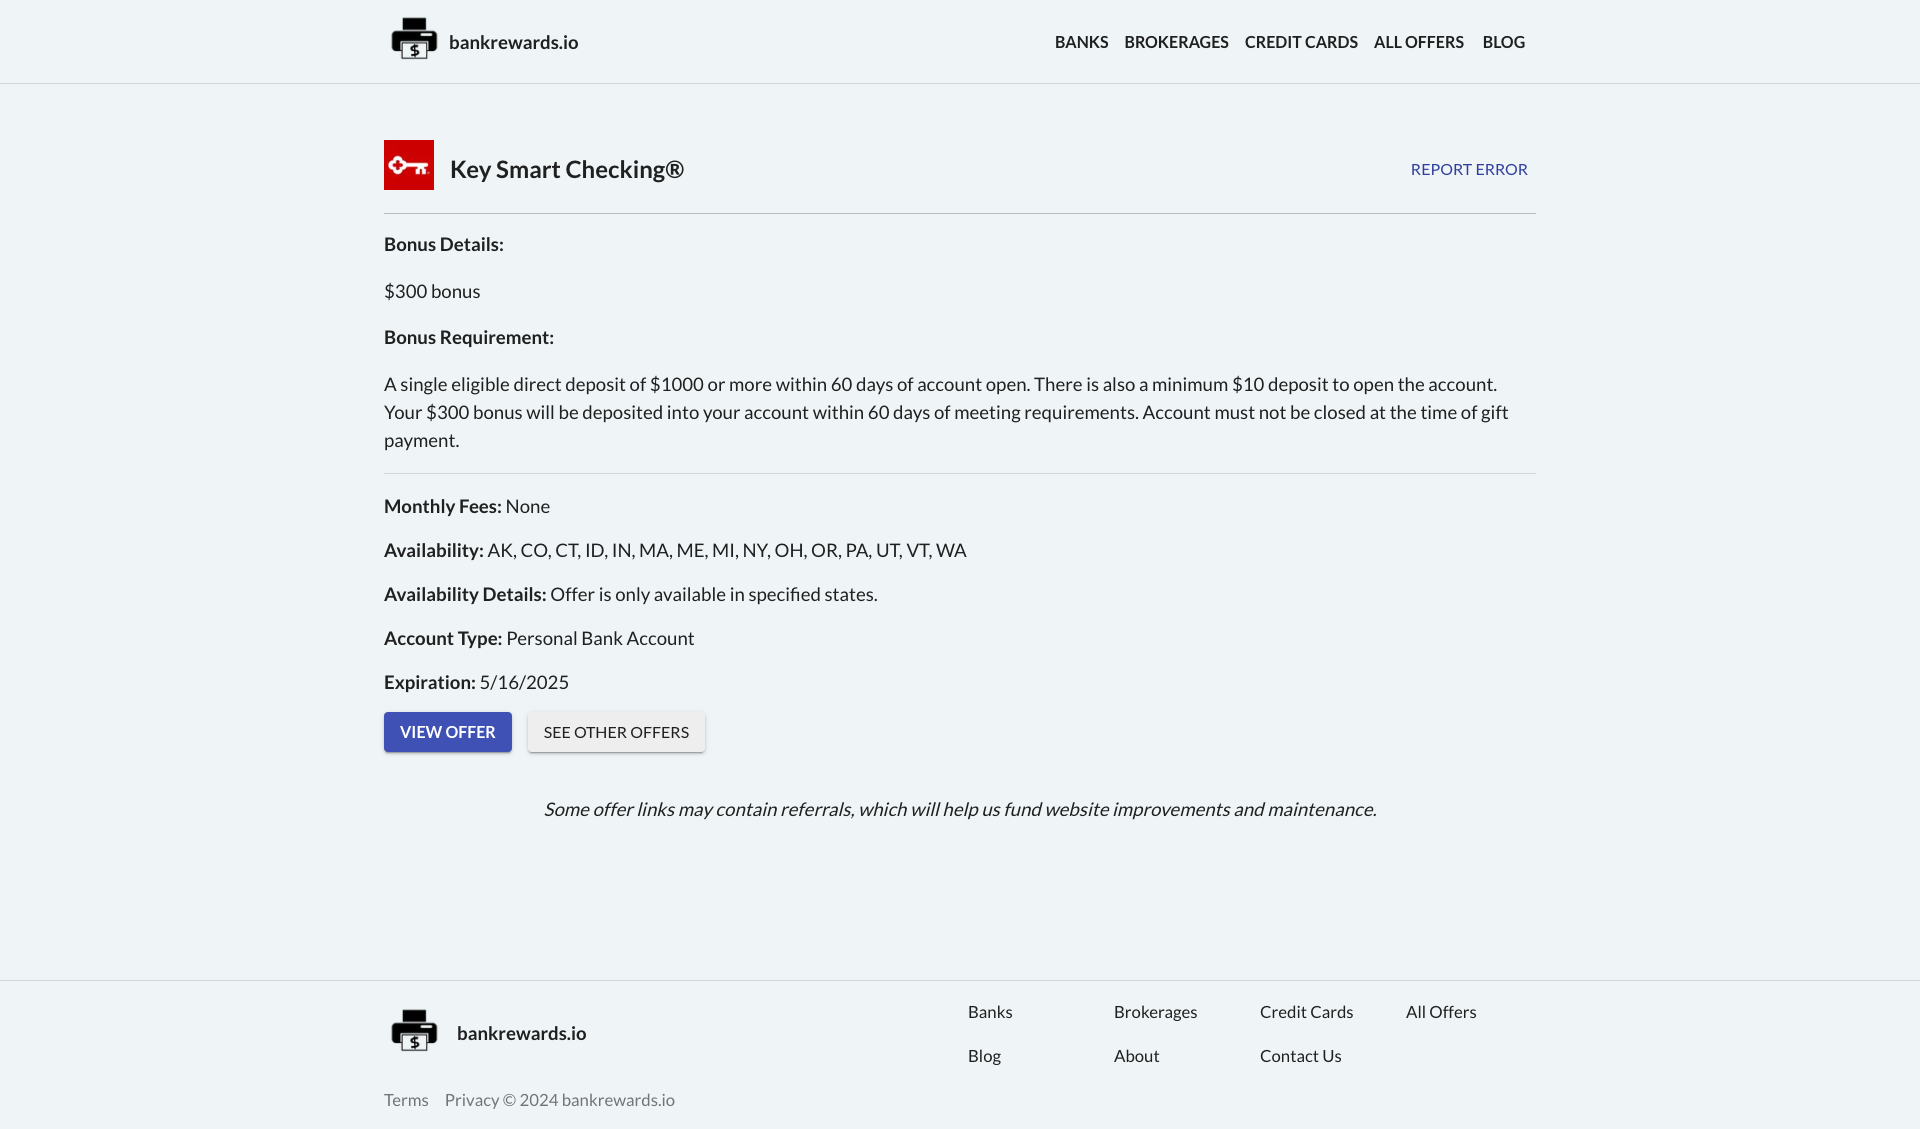 bankrewards.io
BANKS BROKERAGES CREDIT CARDS ALL OFFERS BLOG
Key Smart Checking®
REPORT ERROR
Bonus Details:
$300 bonus
Bonus Requirement:
A single eligible direct deposit of $1000 or more within 60 days of account open. There is also a minimum $10 deposit to open the account.
Your $300 bonus will be deposited into your account within 60 days of meeting requirements. Account must not be closed at the time of gift
payment.
Monthly Fees: None
Availability: AK, CO, CT, ID, IN, MA, ME, MI, NY, OH, OR, PA, UT, VT, WA
Availability Details: Offer is only available in specified states.
Account Type: Personal Bank Account
Expiration: 5/16/2025
VIEW OFFER SEE OTHER OFFERS
Some offer links may contain referrals, which will help us fund website improvements and maintenance.
bankrewards.io
Banks Brokerages Credit Cards All Offers
Blog About Contact Us
Terms Privacy © 2024 bankrewards.io